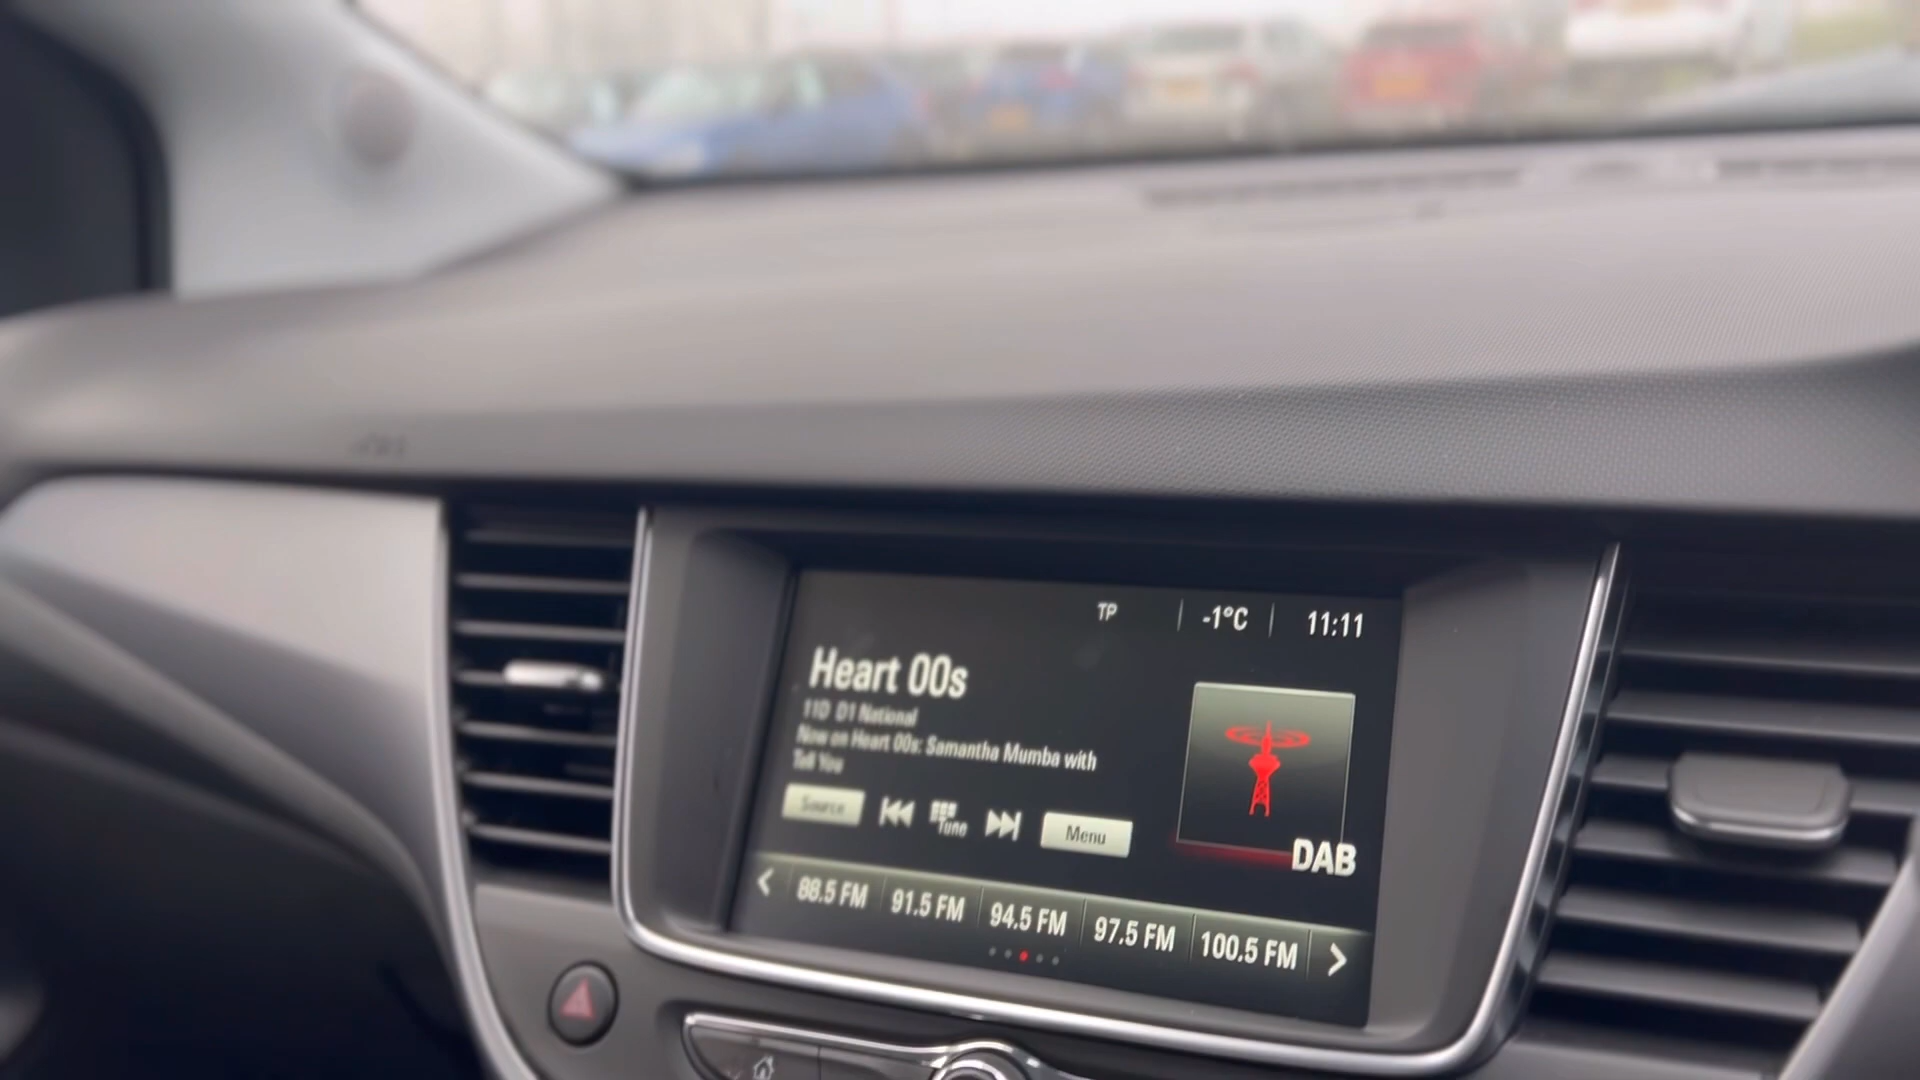 TP -1°C 11:11
Heart 00s
11D D1 National
Now on Heart 00s: Samantha Mumba with
Tell You
Source Tune Menu
DAB
88.5 FM 91.5 FM 94.5 FM 97.5 FM 100.5 FM